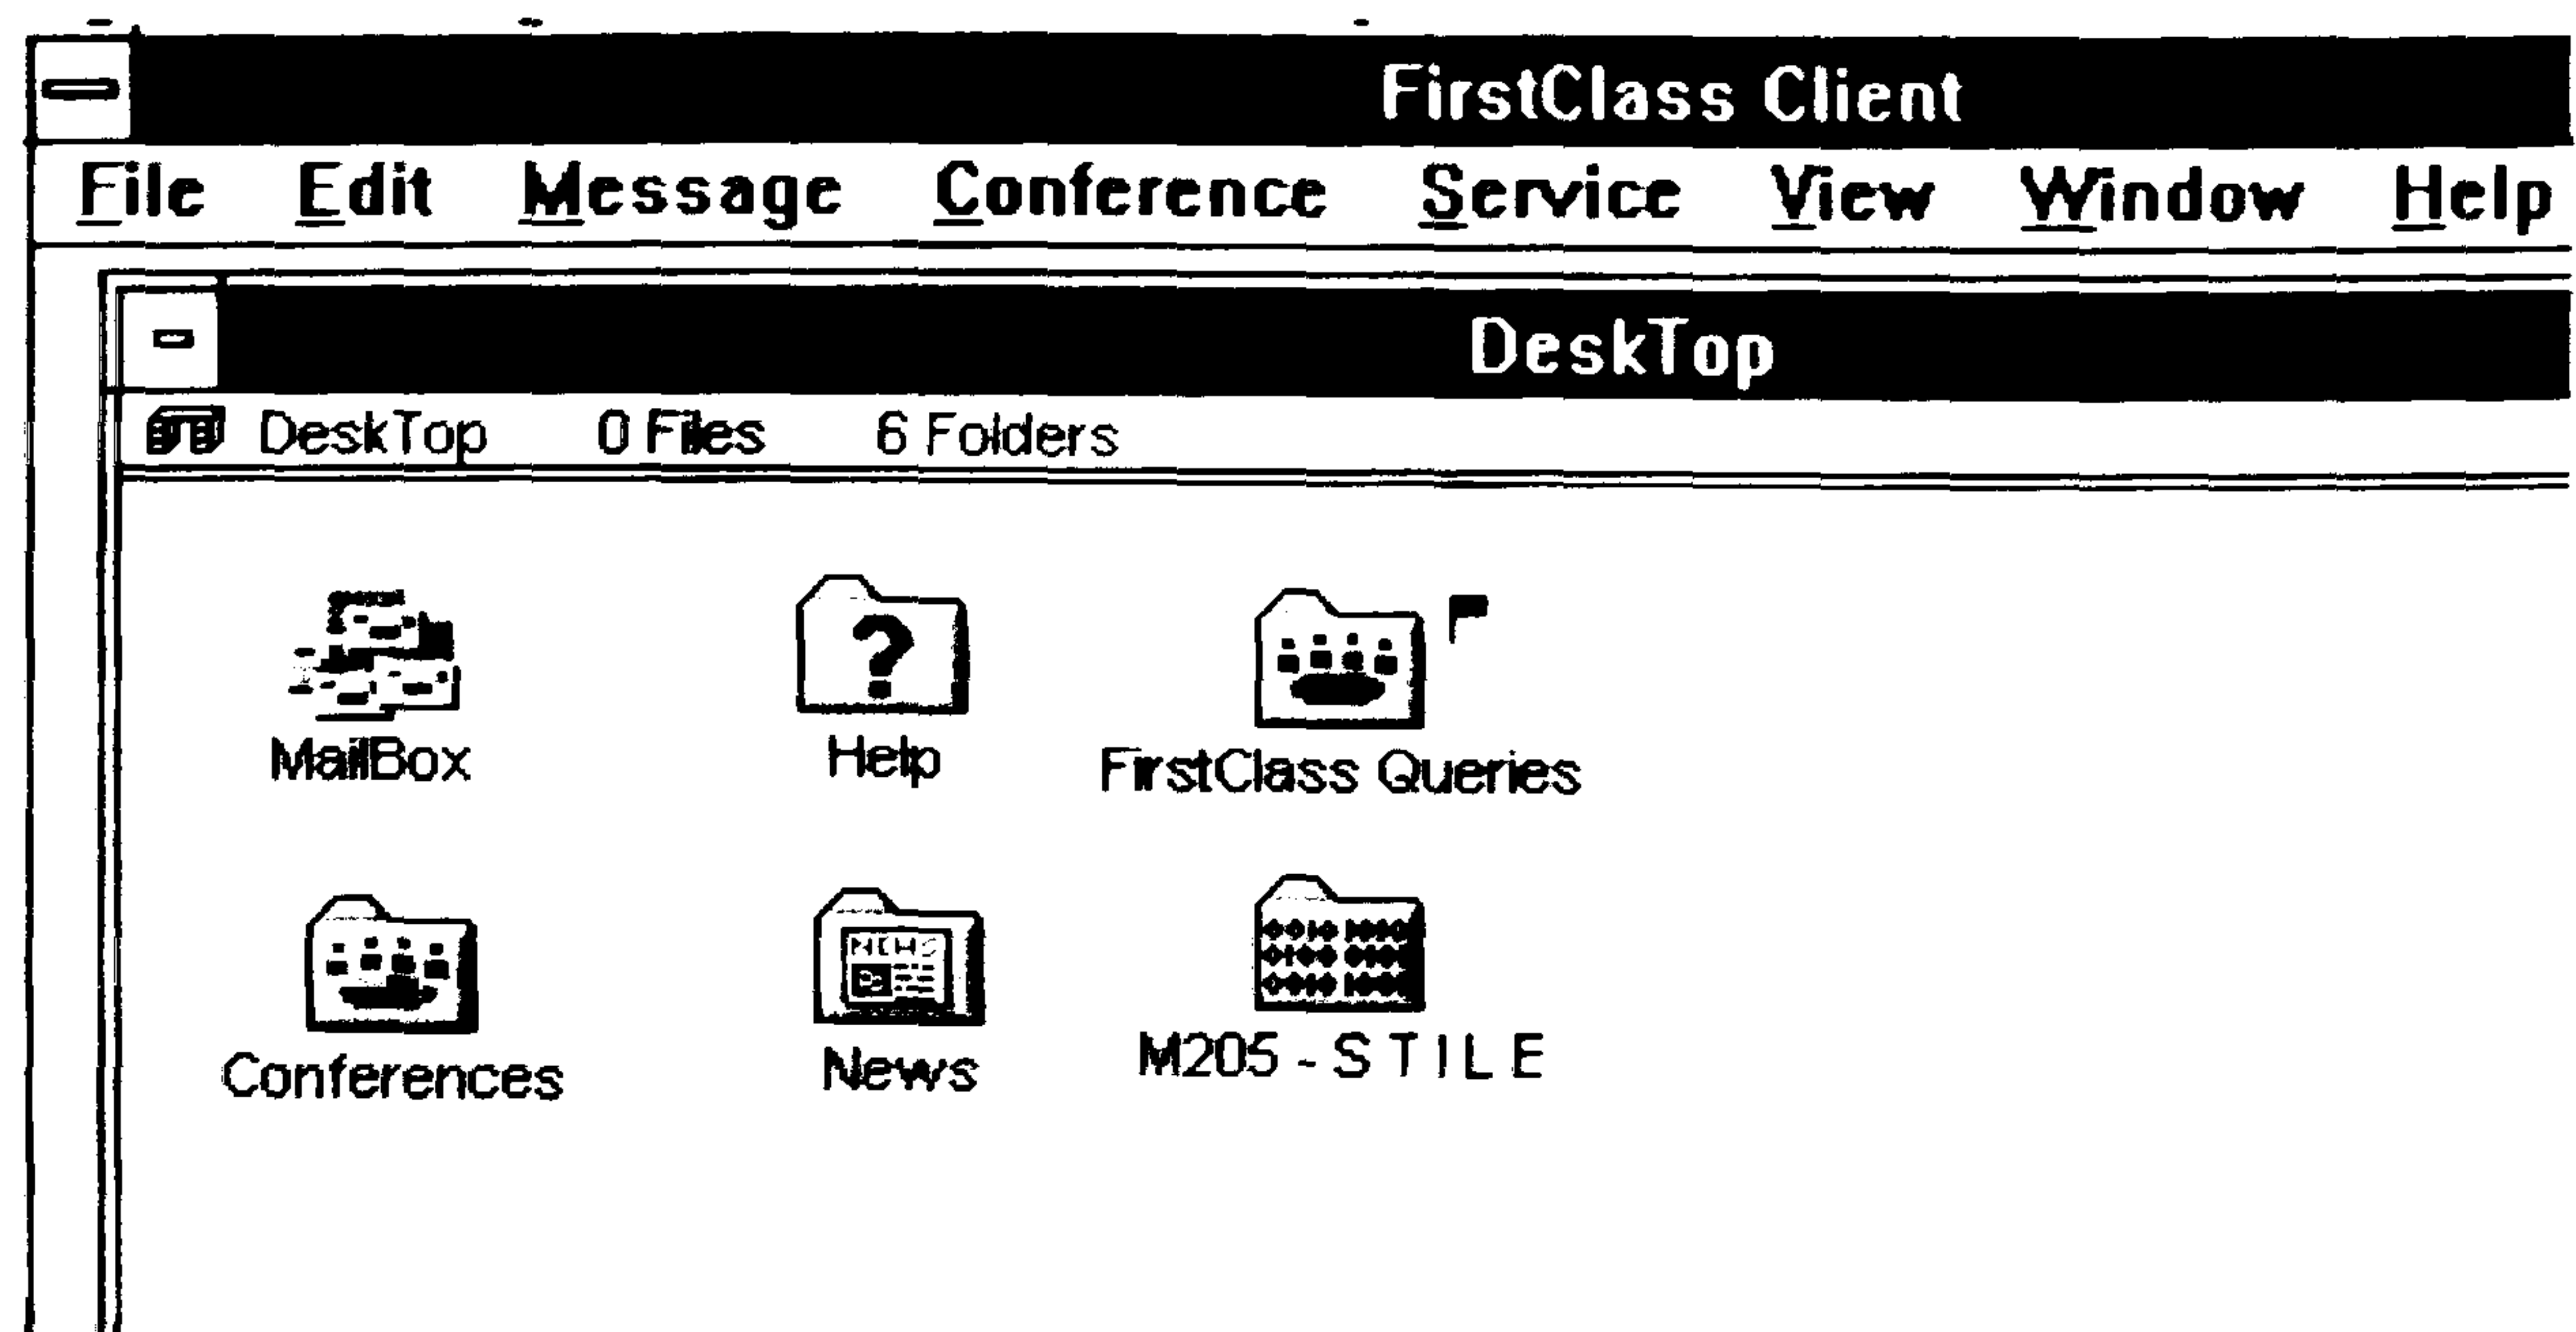 FirstClass Client
File Edit Message Conference Service View Window Help
DeskTop
DeskTop 0 Files 6 Folders
MailBox Help FirstClass Queries
NEWS
Conferences News M205 - S T I L E